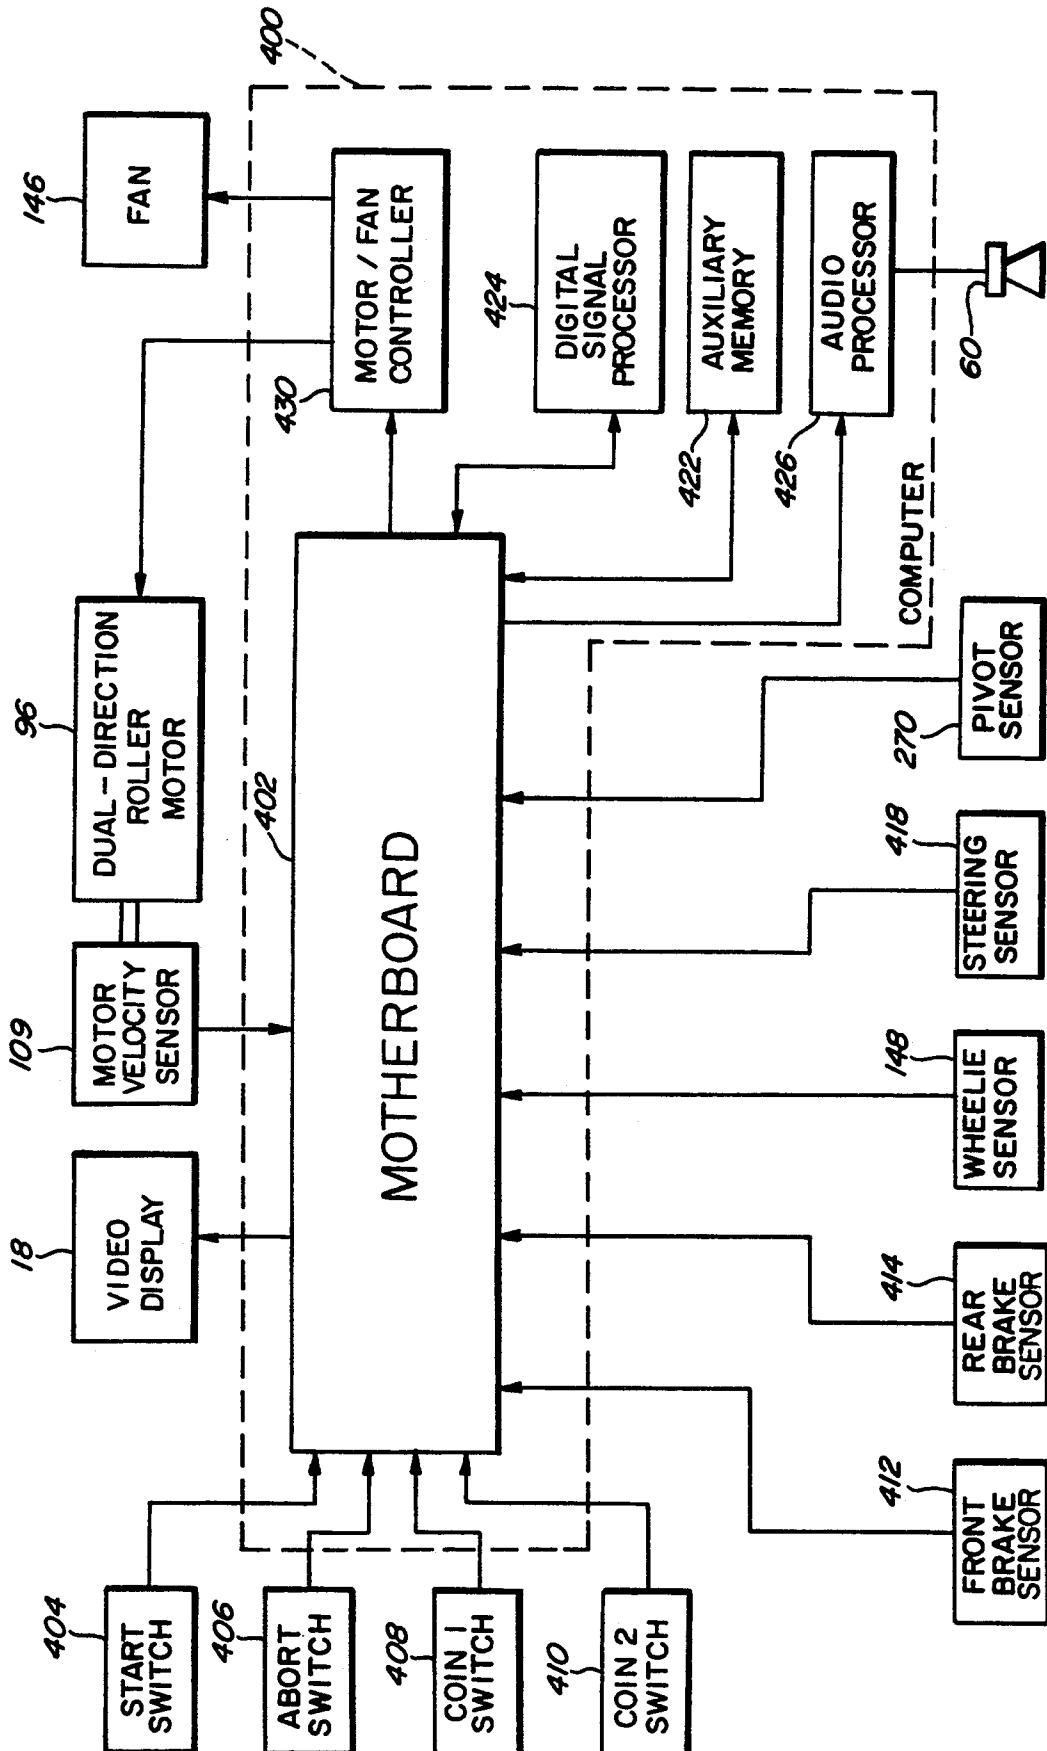 404
START
SWITCH
406
ABORT
SWITCH
408
COIN 1
SWITCH
410
COIN 2
SWITCH
18
VIDEO
DISPLAY
109
MOTOR
VELOCITY
SENSOR
96
DUAL-DIRECTION
ROLLER
MOTOR
146
FAN
400
402
MOTHERBOARD
430
MOTOR / FAN
CONTROLLER
424
DIGITAL
SIGNAL
PROCESSOR
422
AUXILIARY
MEMORY
426
AUDIO
PROCESSOR
COMPUTER
60
412
FRONT
BRAKE
SENSOR
414
REAR
BRAKE
SENSOR
148
WHEELIE
SENSOR
418
STEERING
SENSOR
270
PIVOT
SENSOR